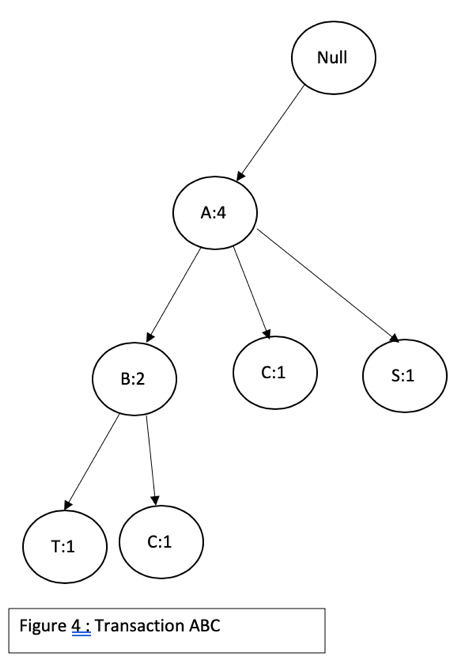 Null
A:4
B:2
C:1
S:1
T:1
C:1
Figure 4 : Transaction ABC